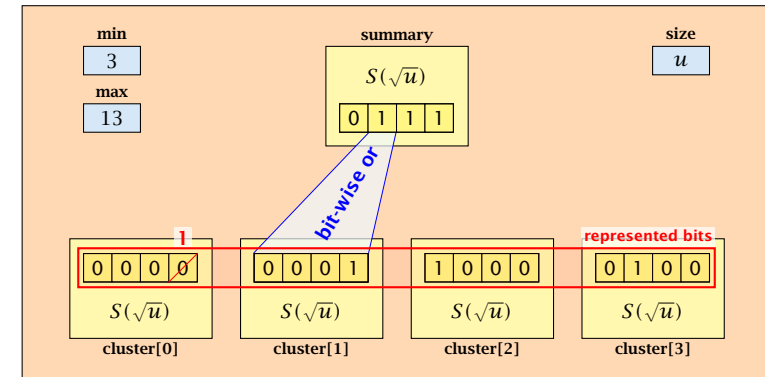 min
summary
size
3
S(√u)
u
max
13
0 1 1 1
bit-wise or
1
represented bits
0 0 0 0
0 0 0 1
1 0 0 0
0 1 0 0
S(√u)
S(√u)
S(√u)
S(√u)
cluster[0]
cluster[1]
cluster[2]
cluster[3]